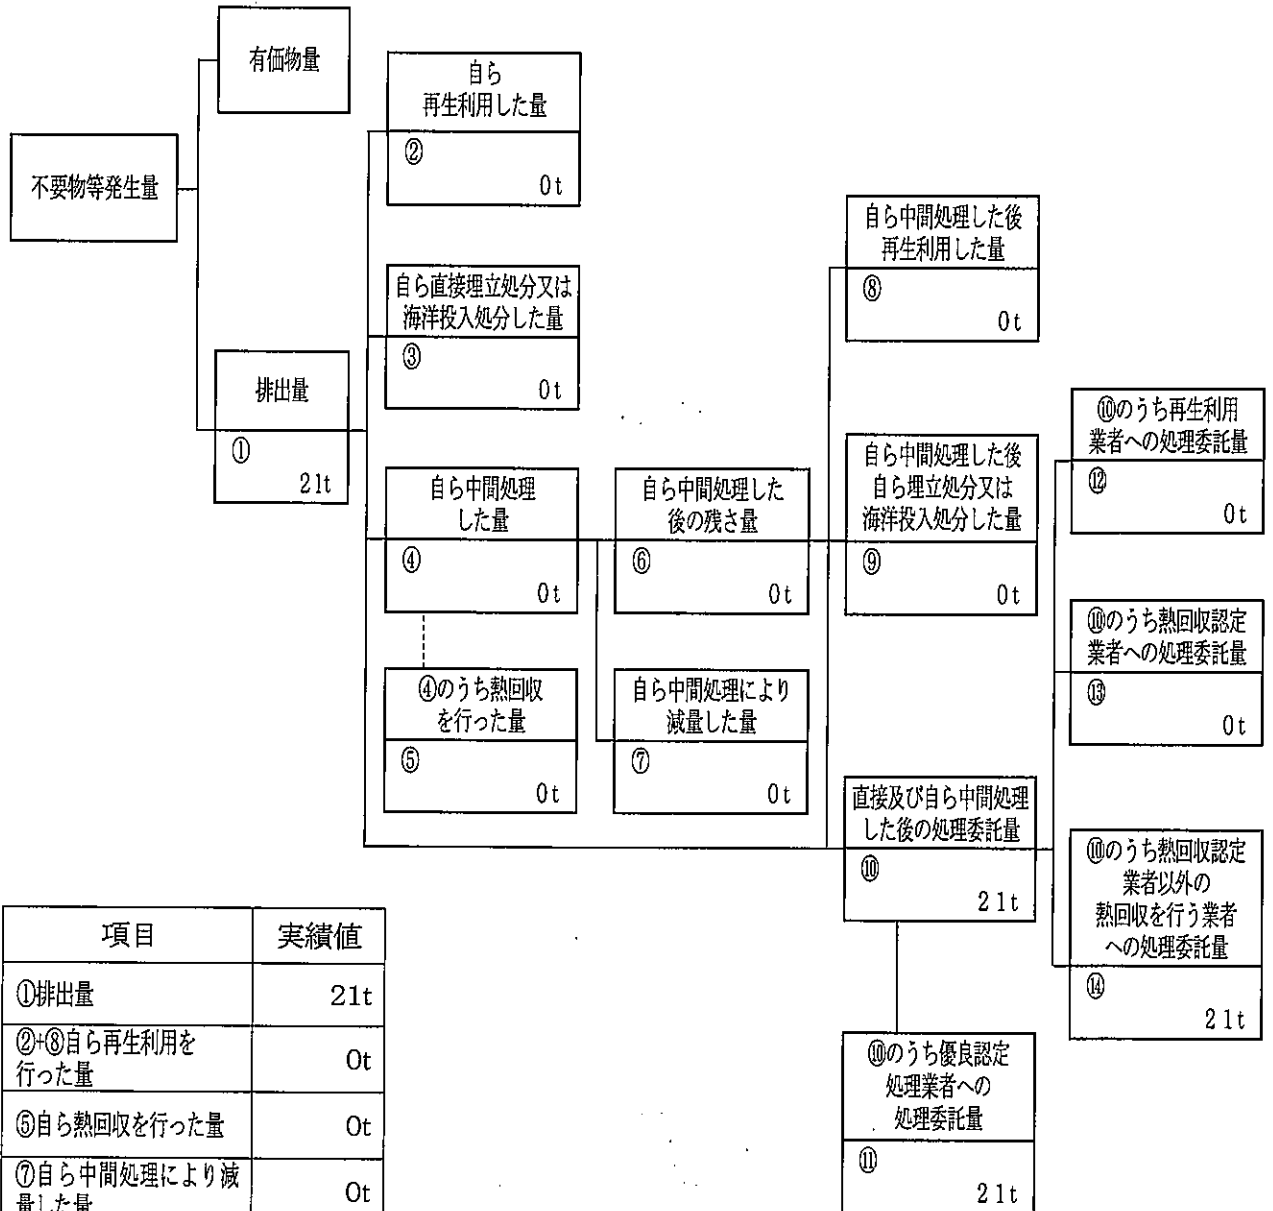 有価物量
不要物等発生量
排出量
①
21t
自ら
再生利用した量
②
0t
自ら直接埋立処分又は
海洋投入処分した量
③
0t
自ら中間処理
した量
④
0t
④のうち熱回収
を行った量
⑤
0t
自ら中間処理した
後の残さ量
⑥
0t
自ら中間処理により
減量した量
⑦
0t
自ら中間処理した後
再生利用した量
⑧
0t
自ら中間処理した後
自ら埋立処分又は
海洋投入処分した量
⑨
0t
直接及び自ら中間処理
した後の処理委託量
⑩
21t
⑩のうち優良認定
処理業者への
処理委託量
⑪
21t
⑩のうち再生利用
業者への処理委託量
⑫
0t
⑩のうち熱回収認定
業者への処理委託量
⑬
0t
⑩のうち熱回収認定
業者以外の
熱回収を行う業者
への処理委託量
⑭
21t
項目 実績値
①排出量 21t
②+⑧自ら再生利用を
行った量 0t
⑤自ら熱回収を行った量 0t
⑦自ら中間処理により減
量した量 0t